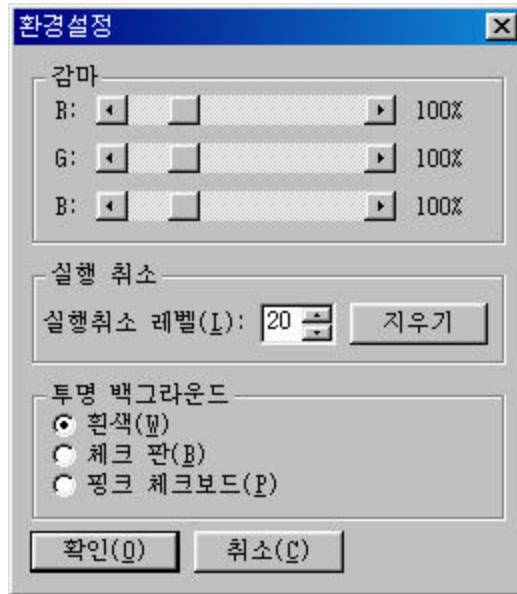 환경설정
감마
R: 100%
G: 100%
B: 100%
실행 취소
실행취소 레벨(L): 20 지우기
투명 백그라운드
흰색(W)
체크 판(B)
핑크 체크보드(P)
확인(O) 취소(C)